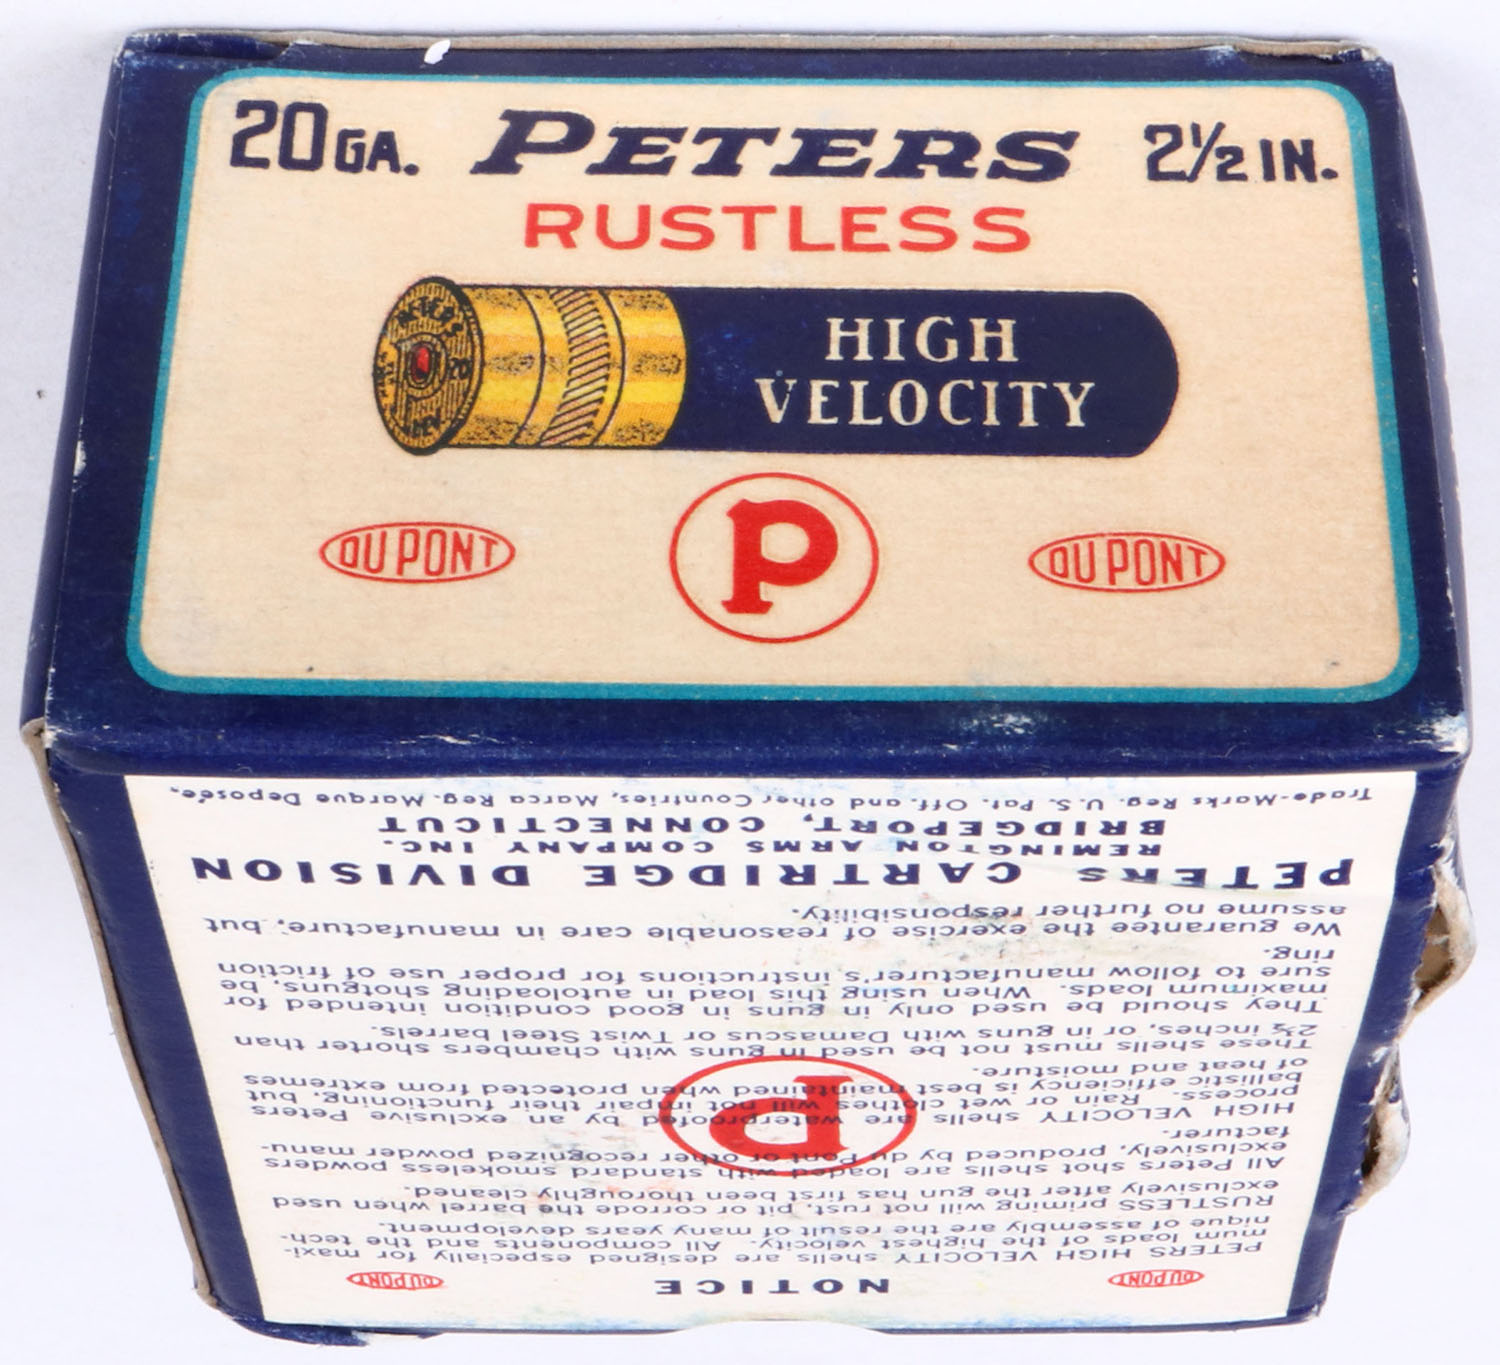 20 GA. PETERS 2½ IN.
RUSTLESS
HIGH
VELOCITY
DU PONT P DU PONT
DU PONT NOTICE DU PONT
PETERS HIGH VELOCITY shells are designed especially for maxi-
mum loads of the highest velocity. All components and the tech-
nique of assembly are the result of many years development.
RUSTLESS priming will not rust, pit or corrode the barrel when used
exclusively after the gun has first been thoroughly cleaned.
All Peters shot shells are loaded with standard smokeless powders
exclusively, produced by du Pont or other recognized powder manu-
facturer.
HIGH VELOCITY shells are waterproofed by an exclusive Peters
process. Rain or wet clothes will not impair their functioning, but
ballistic efficiency is best maintained when protected from extremes
of heat and moisture.
P
These shells must not be used in guns with chambers shorter than
inches, or in guns with Damascus or Twist Steel barrels.
They should be used only in guns in good condition intended for
maximum loads. When using this load in autoloading shotguns, be
sure to follow manufacturer's instructions for proper use of friction
ring.
We guarantee the exercise of reasonable care in manufacture, but
assume no further responsibility.
PETERS CARTRIDGE DIVISION
REMINGTON ARMS COMPANY INC.
BRIDGEPORT, CONNECTICUT
Trade-Marks Reg. U.S. Pat. Off. and other Countries, Marca Reg. Marque Deposée.